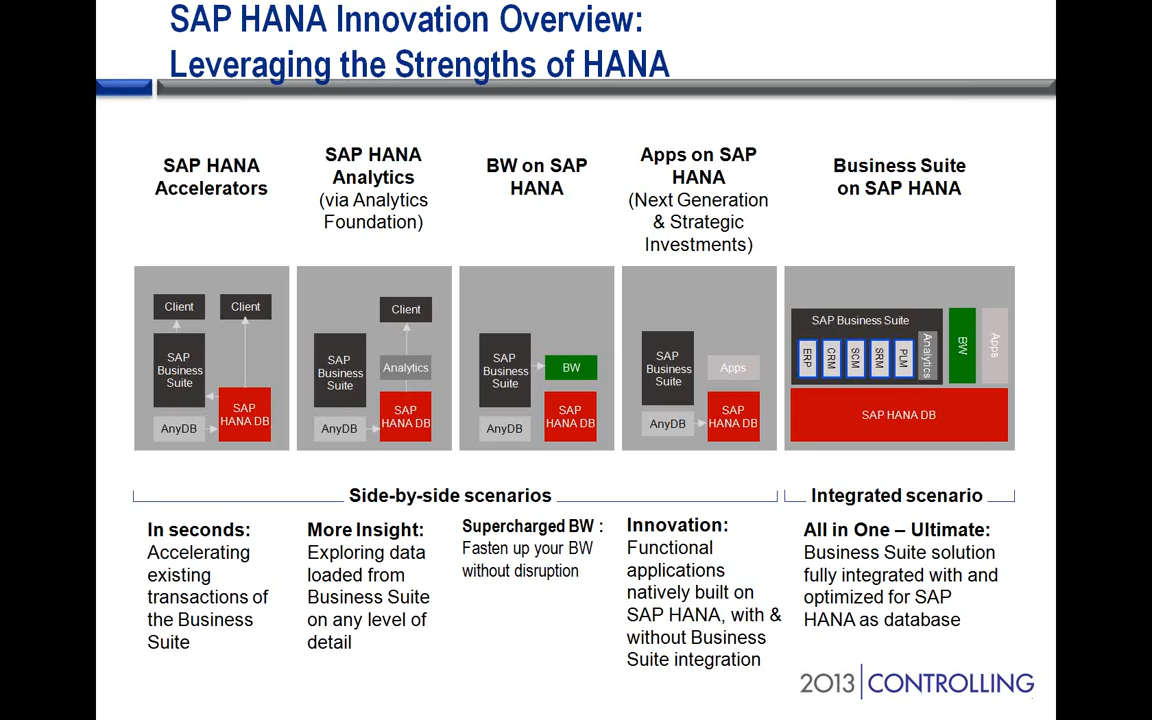 SAP HANA Innovation Overview:
Leveraging the Strengths of HANA
SAP HANA
Accelerators
SAP HANA
Analytics
(via Analytics
Foundation)
BW on SAP
HANA
Apps on SAP
HANA
(Next Generation
& Strategic
Investments)
Business Suite
on SAP HANA
Client
Client
SAP
Business
Suite
SAP
HANA DB
AnyDB
Client
SAP
Business
Suite
Analytics
SAP
HANA DB
AnyDB
SAP
Business
Suite
BW
SAP
HANA DB
AnyDB
SAP
Business
Suite
Apps
SAP
HANA DB
AnyDB
SAP Business Suite
ERP
CRM
SCM
SRM
PLM
Analytics
BW
Apps
SAP HANA DB
Side-by-side scenarios
Integrated scenario
In seconds:
Accelerating
existing
transactions of
the Business
Suite
More Insight:
Exploring data
loaded from
Business Suite
on any level of
detail
Supercharged BW :
Fasten up your BW
without disruption
Innovation:
Functional
applications
natively built on
SAP HANA, with &
without Business
Suite integration
All in One – Ultimate:
Business Suite solution
fully integrated with and
optimized for SAP
HANA as database
2013 CONTROLLING